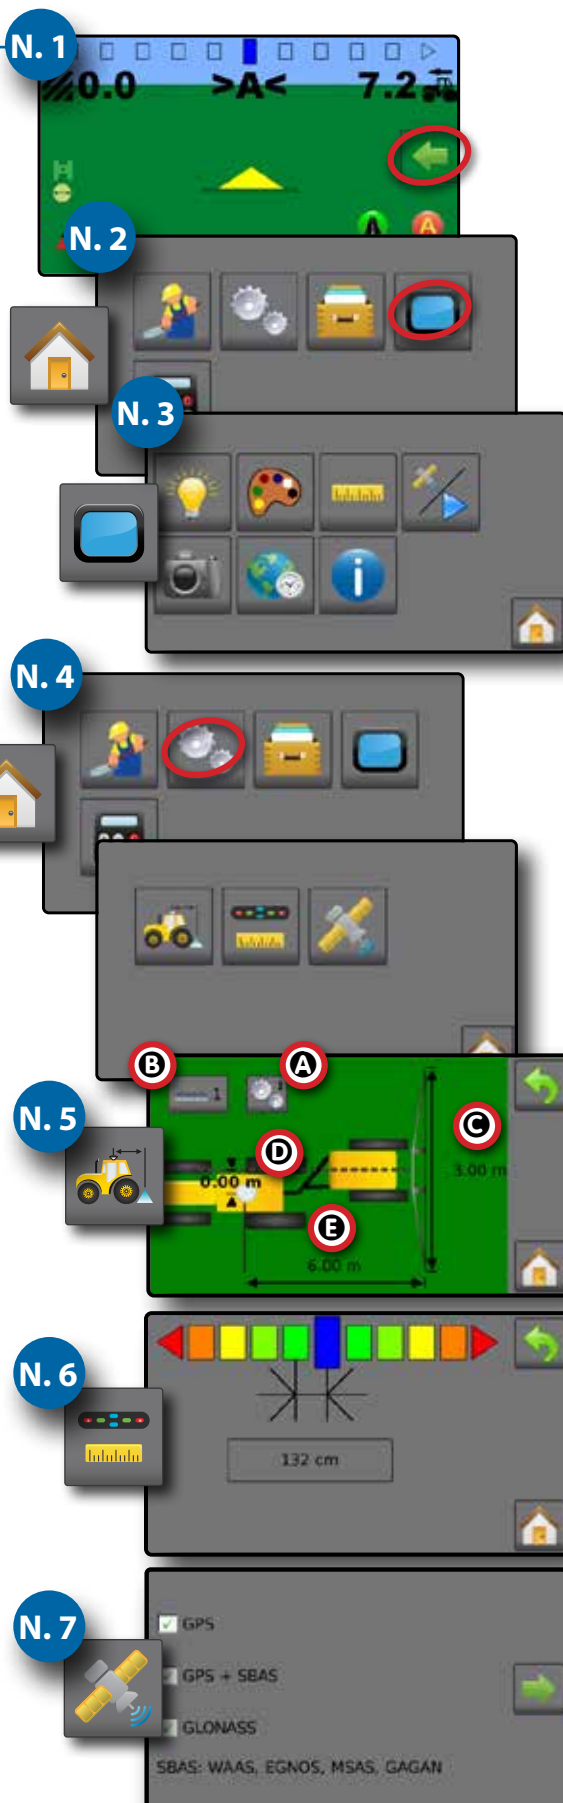 N. 1
0.0 >A< 7.2
A A
N. 2
N. 3
N. 4
B A
1
N. 5
C
D
0.00 m
3.00 m
E
6.00 m
N. 6
132 cm
N. 7
GPS
GPS + SBAS
GLONASS
SBAS: WAAS, EGNOS, MSAS, GAGAN